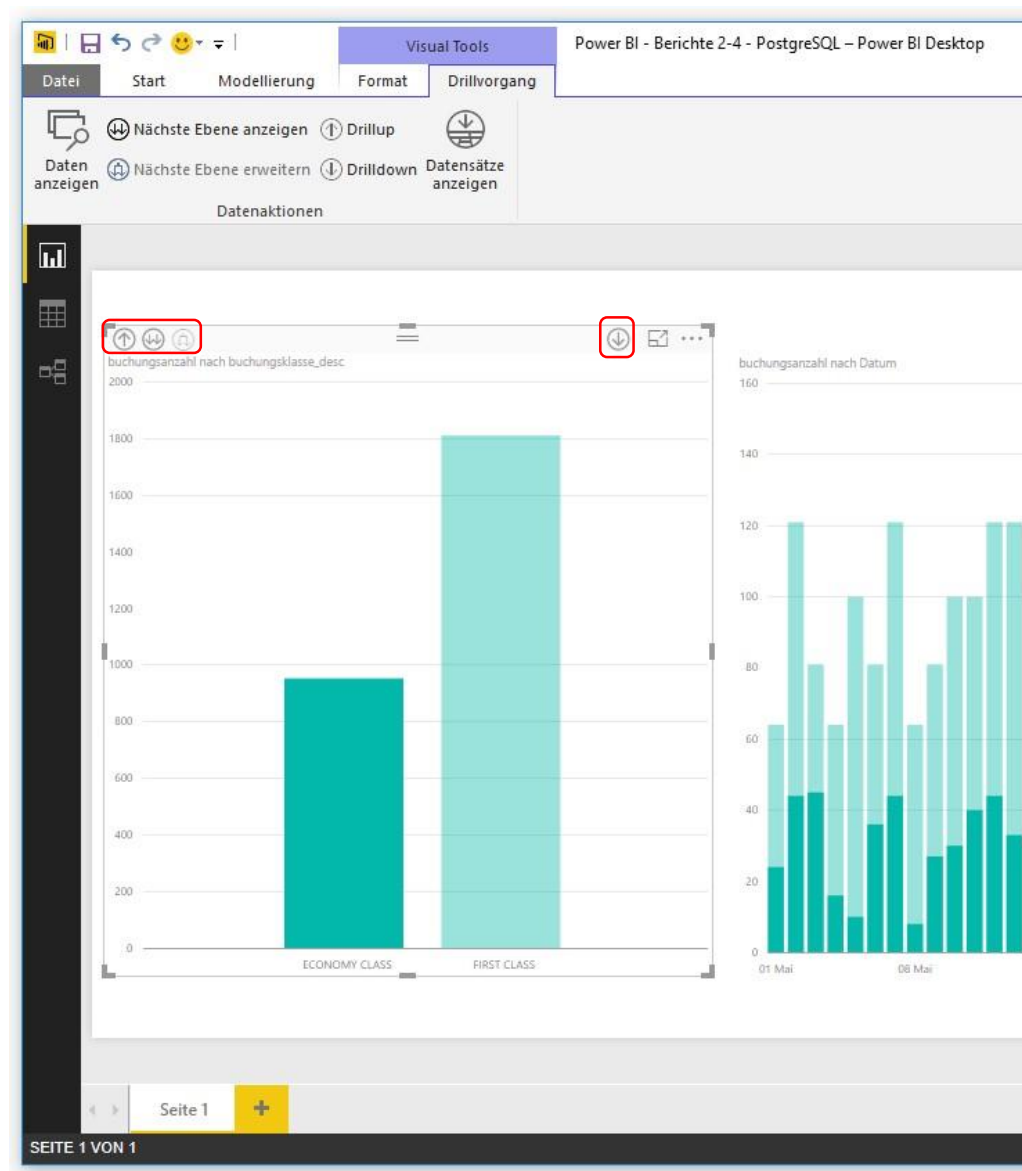 Visual Tools
Power BI - Berichte 2-4 - PostgreSQL – Power BI Desktop
Datei Start Modellierung Format Drillvorgang
Nächste Ebene anzeigen Drillup
Daten anzeigen
Nächste Ebene erweitern Drilldown
Datensätze anzeigen
Datenaktionen
buchungsanzahl nach buchungsklasse_desc
2000
1800
1600
1400
1200
1000
800
600
400
200
0
ECONOMY CLASS FIRST CLASS
buchungsanzahl nach Datum
160
140
120
100
80
60
40
20
0
01 Mai 08 Mai
Seite 1 +
SEITE 1 VON 1